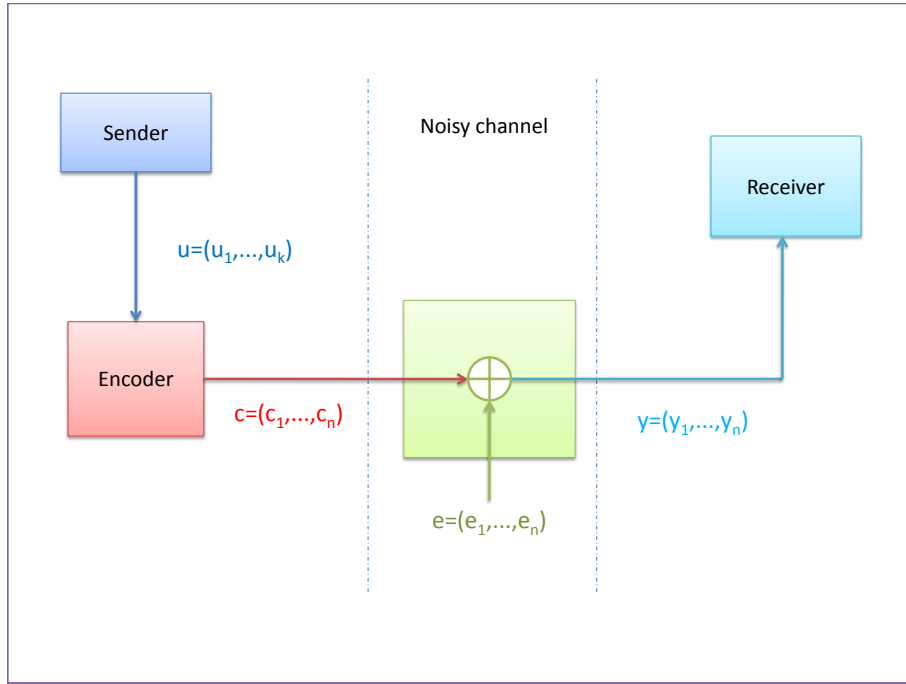 Sender
Noisy channel
Receiver
u=(u₁,...,uₖ)
Encoder
c=(c₁,...,cₙ)
y=(y₁,...,yₙ)
e=(e₁,...,eₙ)